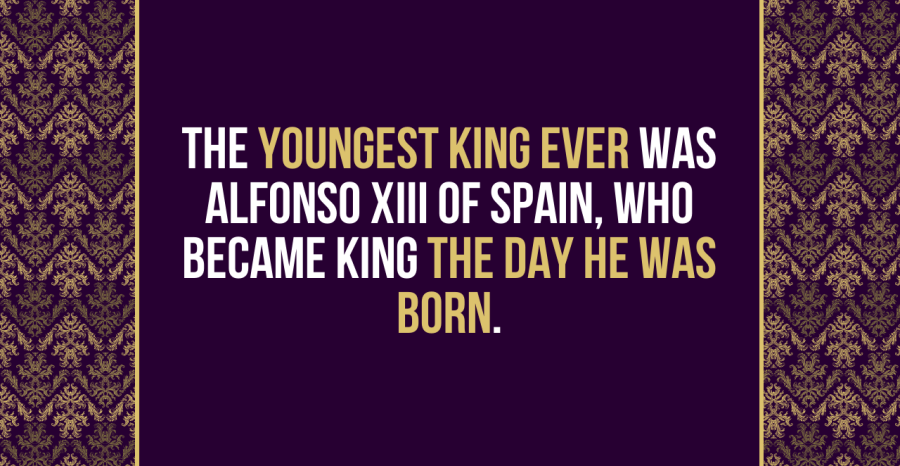 THE YOUNGEST KING EVER WAS
ALFONSO XIII OF SPAIN, WHO
BECAME KING THE DAY HE WAS
BORN.